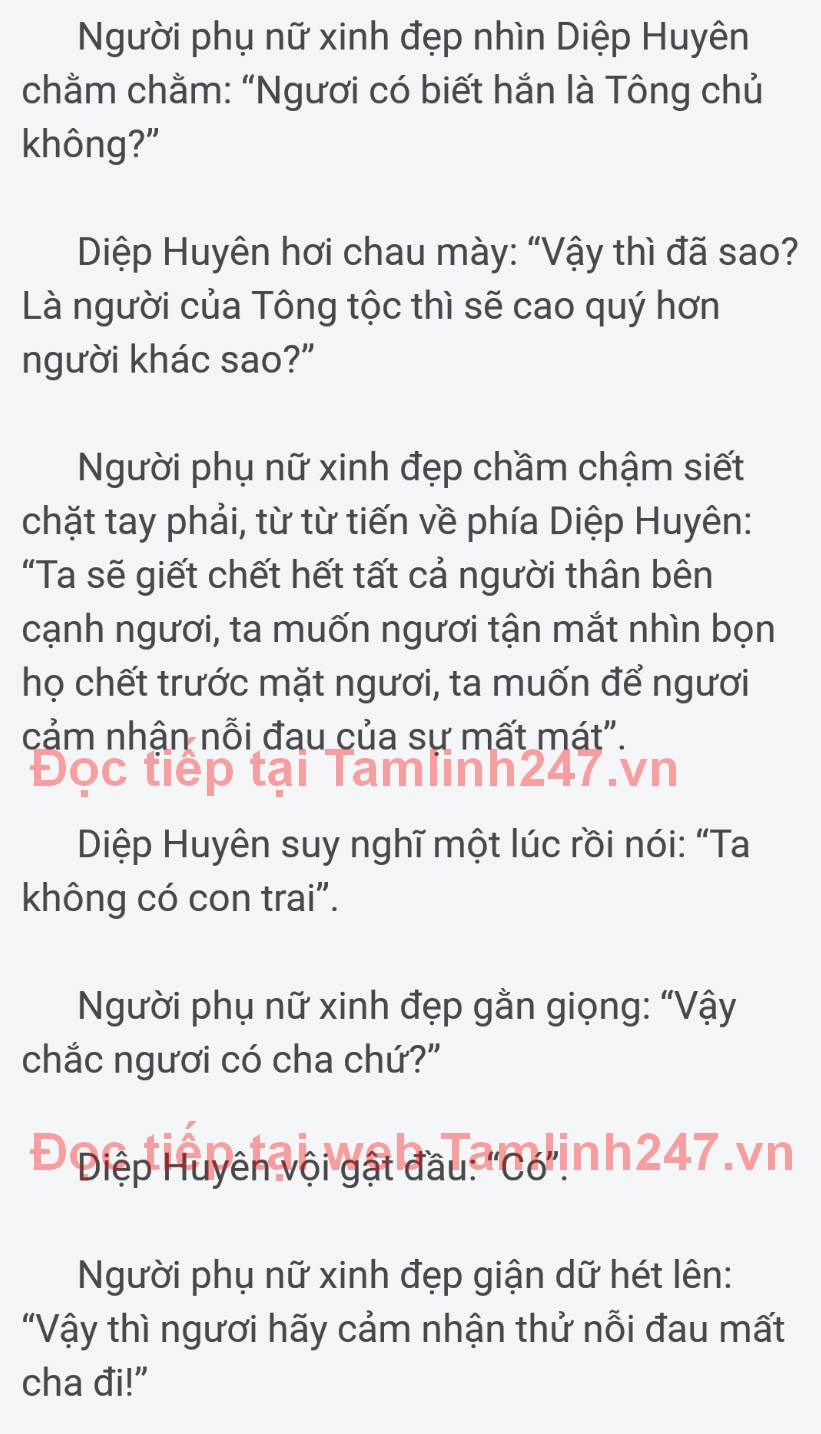 Người phụ nữ xinh đẹp nhìn Diệp Huyên
chằm chằm: “Ngươi có biết hắn là Tông chủ
không?”
Diệp Huyên hơi chau mày: “Vậy thì đã sao?
Là người của Tông tộc thì sẽ cao quý hơn
người khác sao?”
Người phụ nữ xinh đẹp chầm chậm siết
chặt tay phải, từ từ tiến về phía Diệp Huyên:
“Ta sẽ giết chết hết tất cả người thân bên
cạnh ngươi, ta muốn ngươi tận mắt nhìn bọn
họ chết trước mặt ngươi, ta muốn để ngươi
cảm nhận nỗi đau của sự mất mát”.
Đọc tiếp tại Tamlinh247.vn
Diệp Huyên suy nghĩ một lúc rồi nói: “Ta
không có con trai”.
Người phụ nữ xinh đẹp gằn giọng: “Vậy
chắc ngươi có cha chứ?”
Đọc tiếp tại web Tamlinh247.vn
Diệp Huyên vội gật đầu: “Có”.
Người phụ nữ xinh đẹp giận dữ hét lên:
“Vậy thì ngươi hãy cảm nhận thử nỗi đau mất
cha đi!”